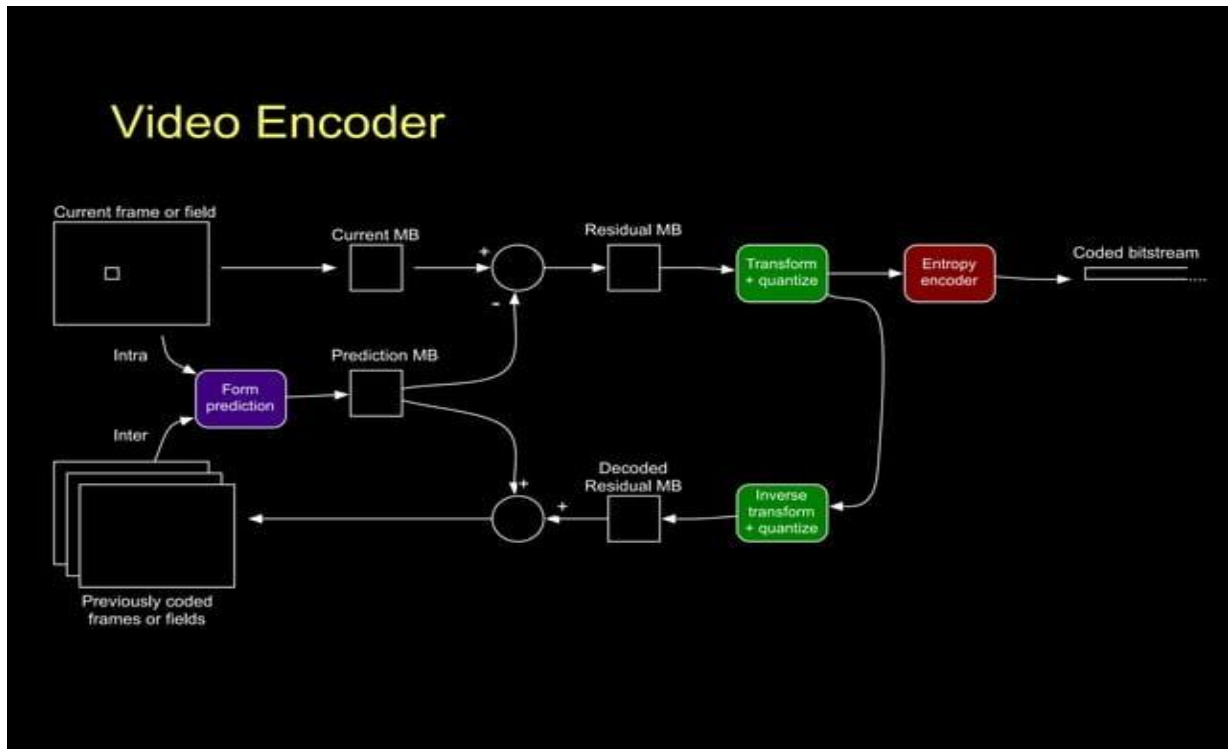 Video Encoder
Current frame or field
Current MB
Residual MB
+
-
Transform
+ quantize
Entropy
encoder
Coded bitstream
Intra
Form
prediction
Prediction MB
Inter
+
+
Decoded
Residual MB
Inverse
transform
+ quantize
Previously coded
frames or fields